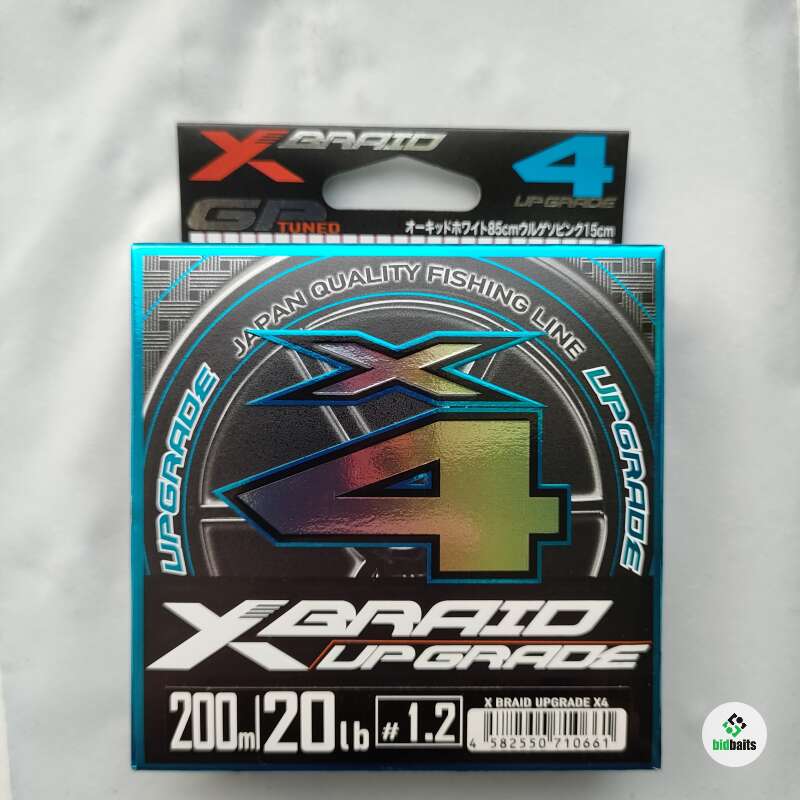 X BRAID
4
UPGRADE
GP
TUNED
オーキッドホワイト85cmウルゲソピンク15cm
JAPAN QUALITY FISHING LINE
UPGRADE
UPGRADE
X
4
X BRAID
UPGRADE
200m/20lb #1.2
X BRAID UPGRADE X4
4 582550 710661
bidbaits